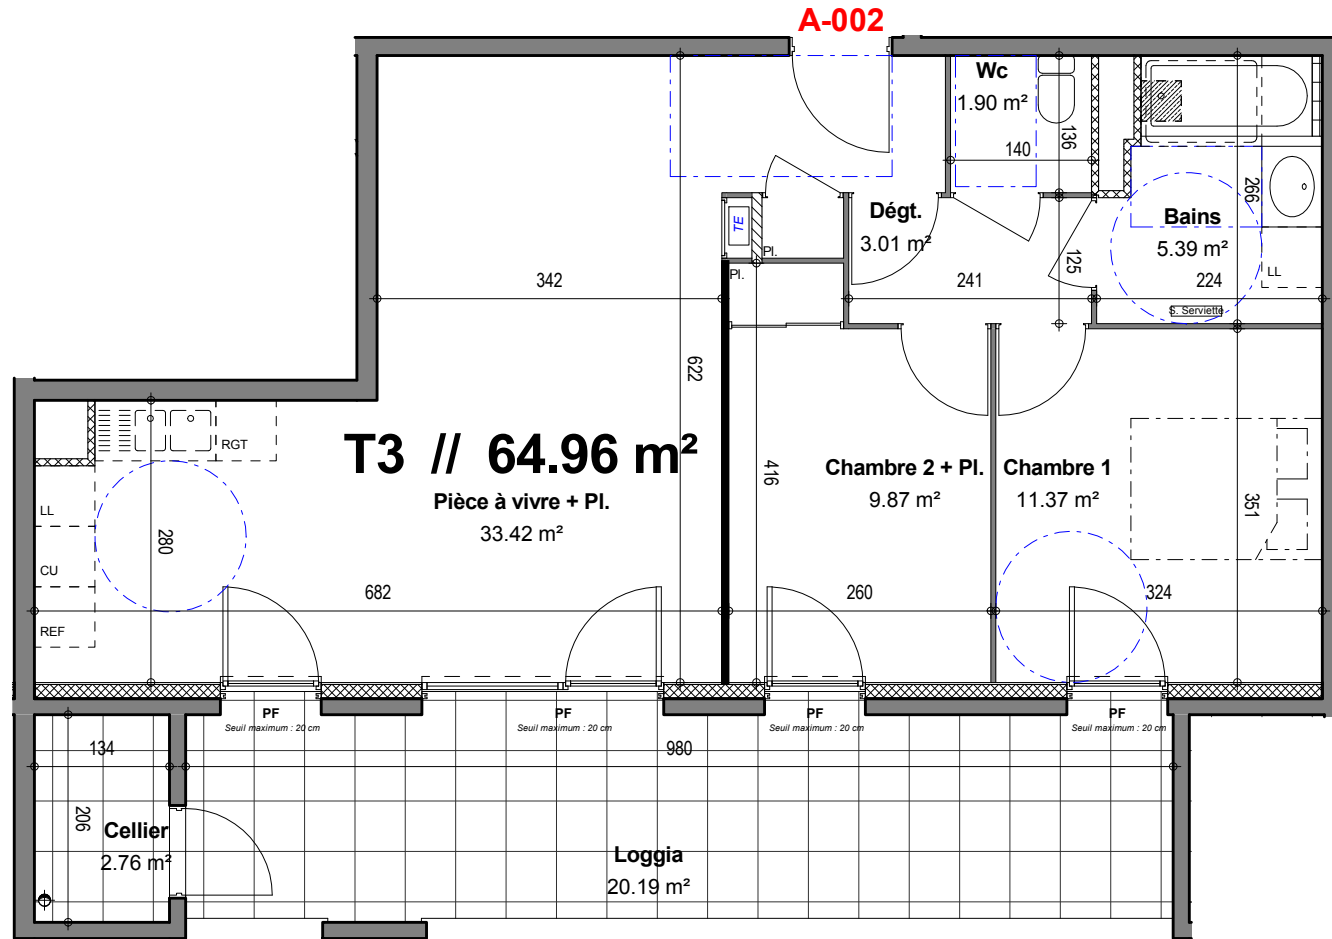 A-002
Wc
1.90 m²
136
140
266
Bains
5.39 m²
LL
224
S. Serviette
Dégt.
3.01 m²
125
241
TE
Pl.
Pl.
342
622
RGT
T3 // 64.96 m²
Pièce à vivre + Pl.
33.42 m²
416
Chambre 2 + Pl.
9.87 m²
Chambre 1
11.37 m²
351
LL
CU
REF
280
682
260
324
PF
Seuil maximum : 20 cm
PF
Seuil maximum : 20 cm
PF
Seuil maximum : 20 cm
PF
Seuil maximum : 20 cm
134
980
206
Cellier
2.76 m²
Loggia
20.19 m²